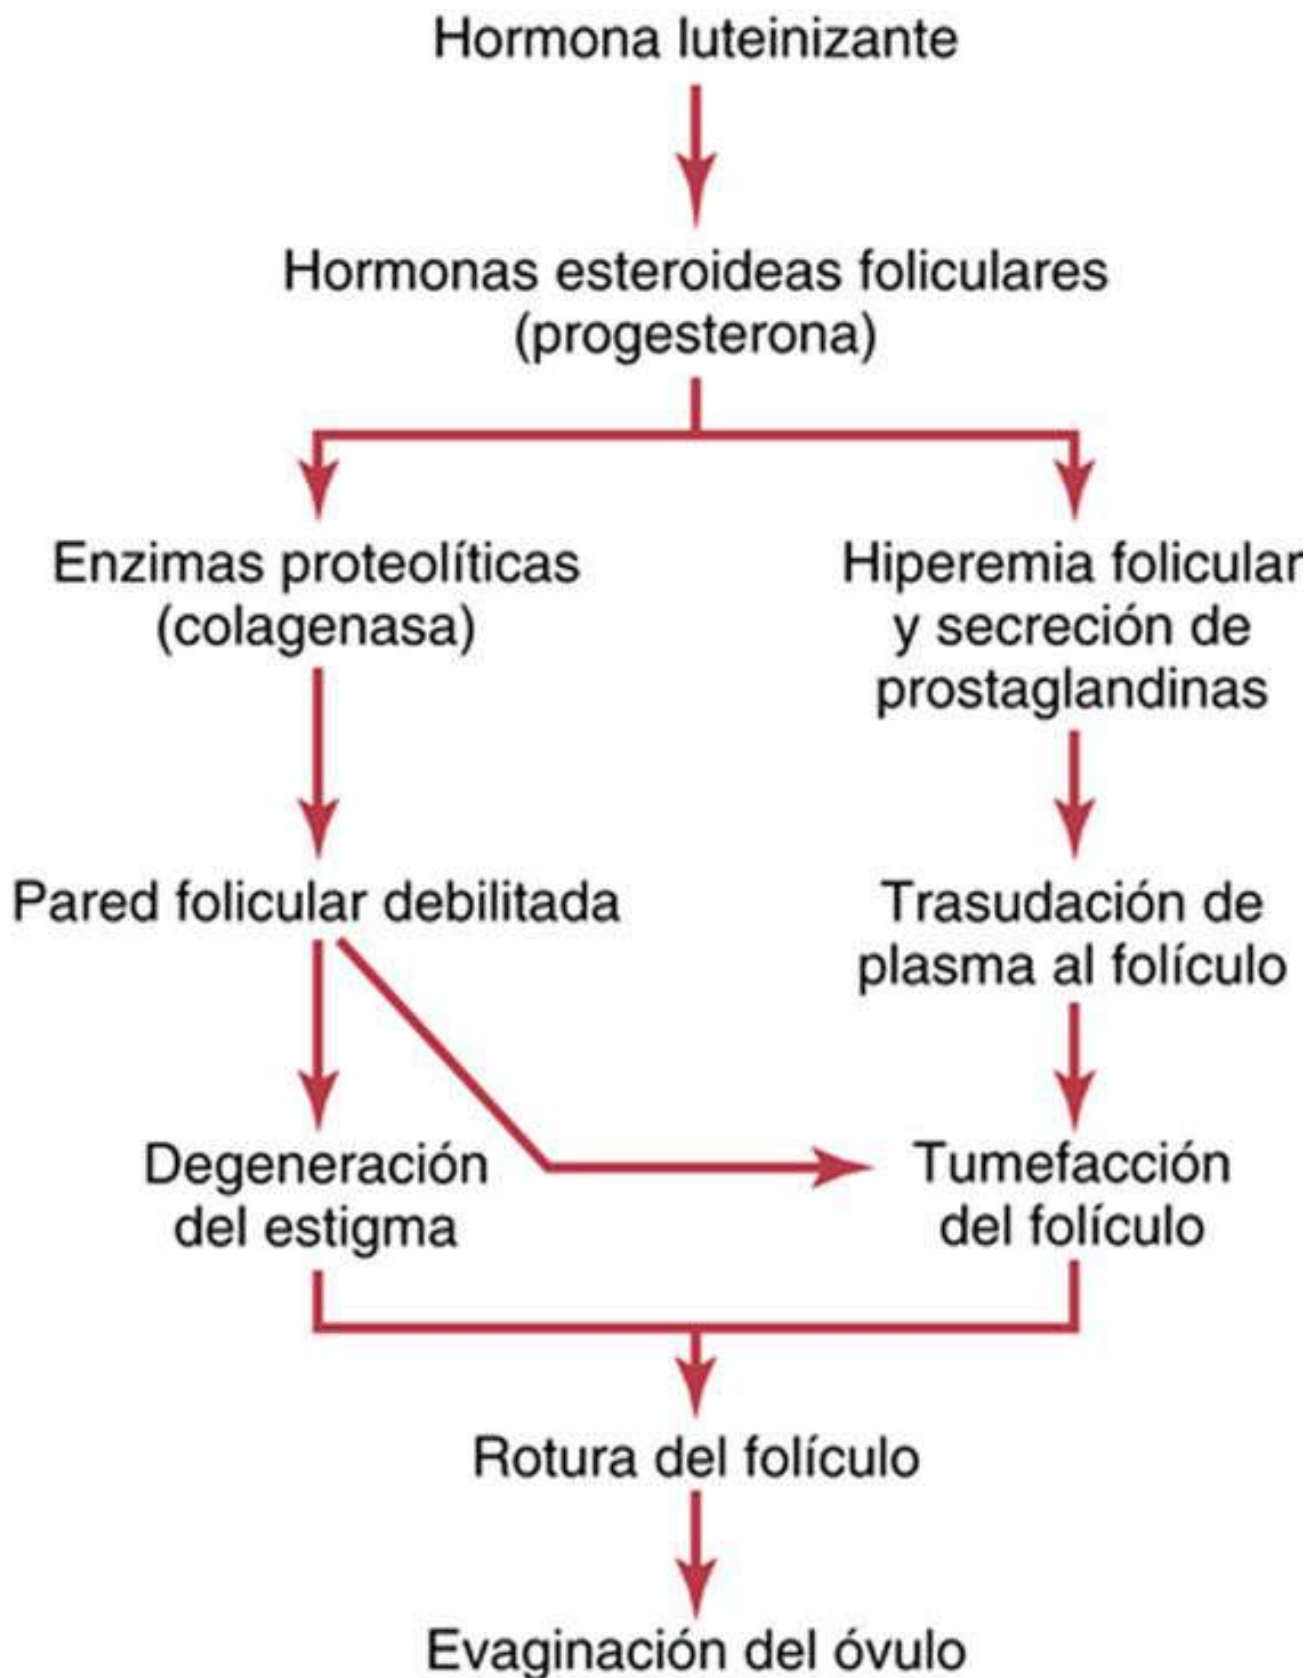 Hormona luteinizante
Hormonas esteroideas foliculares
(progesterona)
Enzimas proteolíticas
(colagenasa)
Hiperemia folicular
y secreción de
prostaglandinas
Pared folicular debilitada
Trasudación de
plasma al folículo
Degeneración
del estigma
Tumefacción
del folículo
Rotura del folículo
Evaginación del óvulo